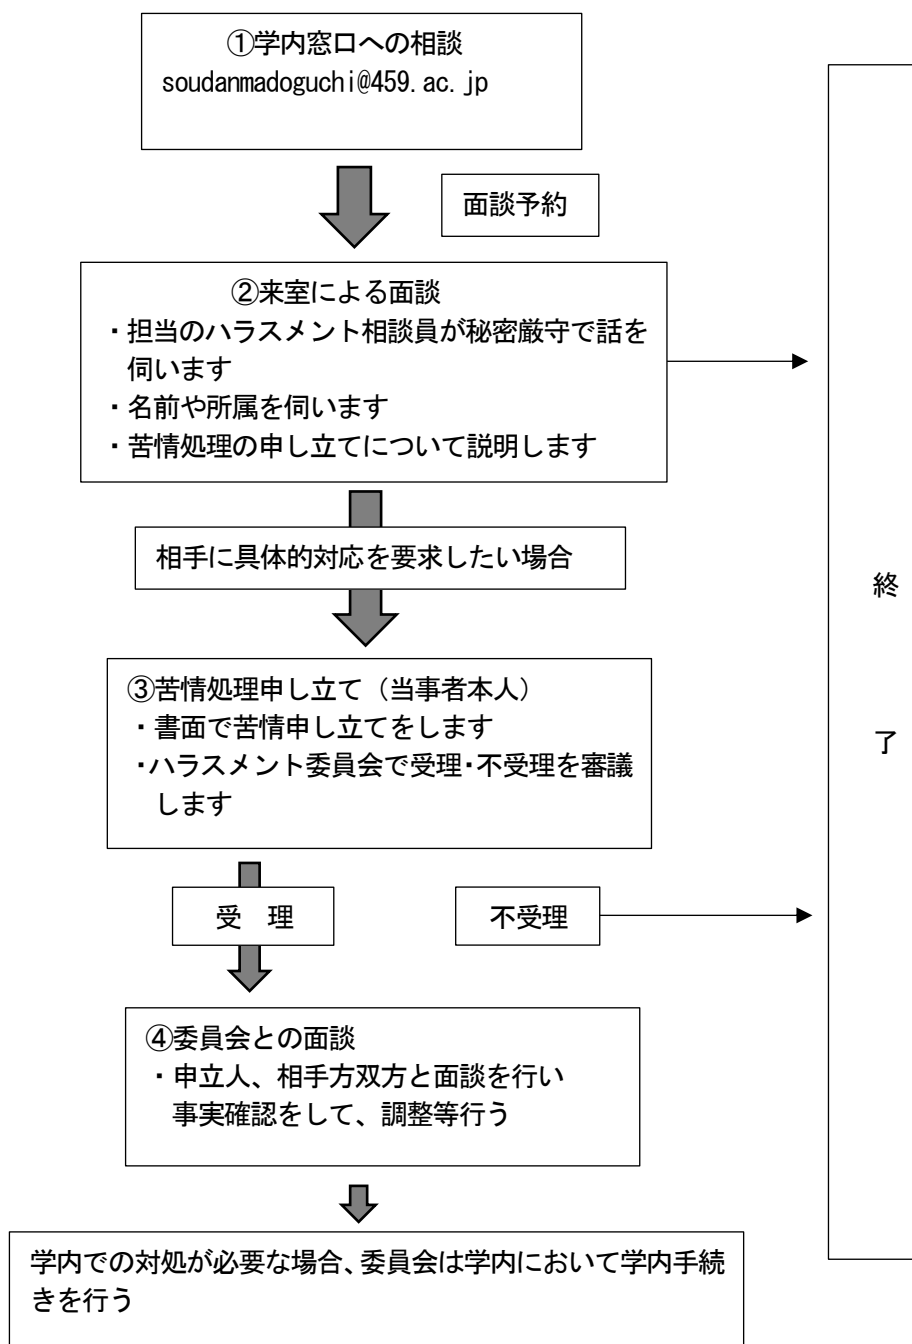 ①学内窓口への相談
soudanmadoguchi@459.ac.jp
面談予約
②来室による面談
・担当のハラスメント相談員が秘密厳守で話を
伺います
・名前や所属を伺います
・苦情処理の申し立てについて説明します
相手に具体的対応を要求したい場合
③苦情処理申し立て（当事者本人）
・書面で苦情申し立てをします
・ハラスメント委員会で受理・不受理を審議
します
受　理
不受理
④委員会との面談
・申立人、相手方双方と面談を行い
事実確認をして、調整等行う
学内での対処が必要な場合、委員会は学内において学内手続
きを行う
終
了